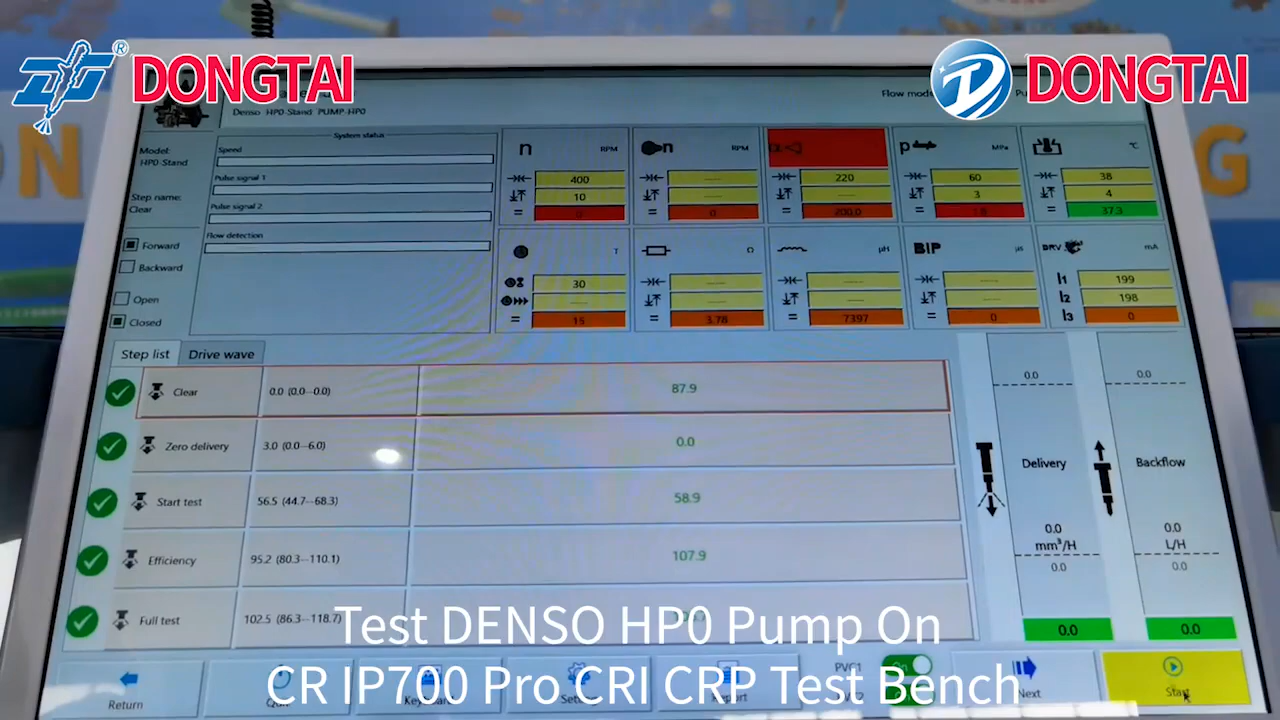 DONGTAI
DONGTAI
Denso HP0-Stand PUMP-HP0
Flow mode
Model:
HP0-Stand
Step name:
Clear
Forward
Backward
Open
Closed
System status
Speed
Pulse signal 1
Pulse signal 2
Flow detection
n RPM
400
10
= 0
n RPM
----
----
= 0
220
20
= 200.0
P MPa
60
3
= 1.8
℃
38
4
= 37.3
T
30
----
= 15
Ω
----
----
= 3.78
μH
----
----
= 7397
BIP μs
----
----
= 0
DRV mA
I1 199
I2 198
I3 0
Step list Drive wave
Clear 0.0 (0.0--0.0) 87.9
Zero delivery 3.0 (0.0--6.0) 0.0
Start test 56.5 (44.7--68.3) 58.9
Efficiency 95.2 (80.3--110.1) 107.9
Full test 102.5 (86.3--118.7)
0.0
Delivery
0.0
mm³/H
0.0
0.0
0.0
Backflow
0.0
L/H
0.0
0.0
Return
Next
Start
Test DENSO HP0 Pump On
CR IP700 Pro CRI CRP Test Bench